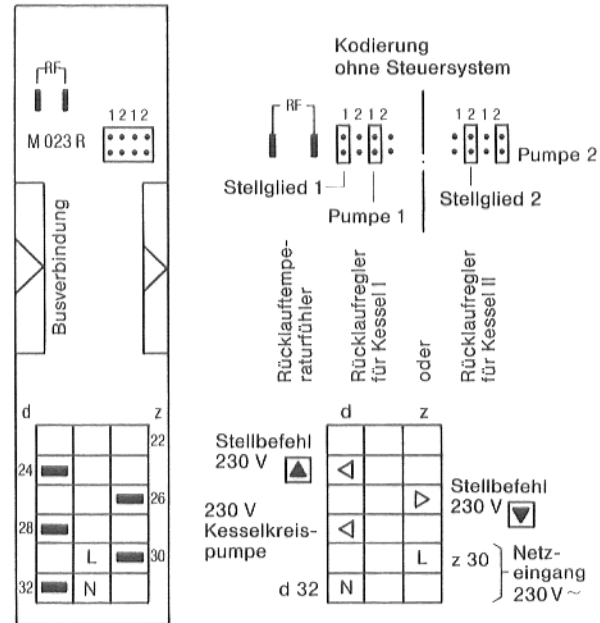 RF
M 023 R
1 2 1 2
Busverbindung
d
z
22
24
26
28
L
30
32
N
Kodierung
ohne Steuersystem
RF
1 2 1 2
1 2 1 2
Pumpe 2
Stellglied 1
Stellglied 2
Pumpe 1
Rücklauftempe-
raturfühler
Rücklaufregler
für Kessel I
oder
Rücklaufregler
für Kessel II
d
z
Stellbefehl
230 V
Stellbefehl
230 V
230 V
Kesselkreis-
pumpe
L
z 30
Netz-
eingang
230 V ~
d 32
N